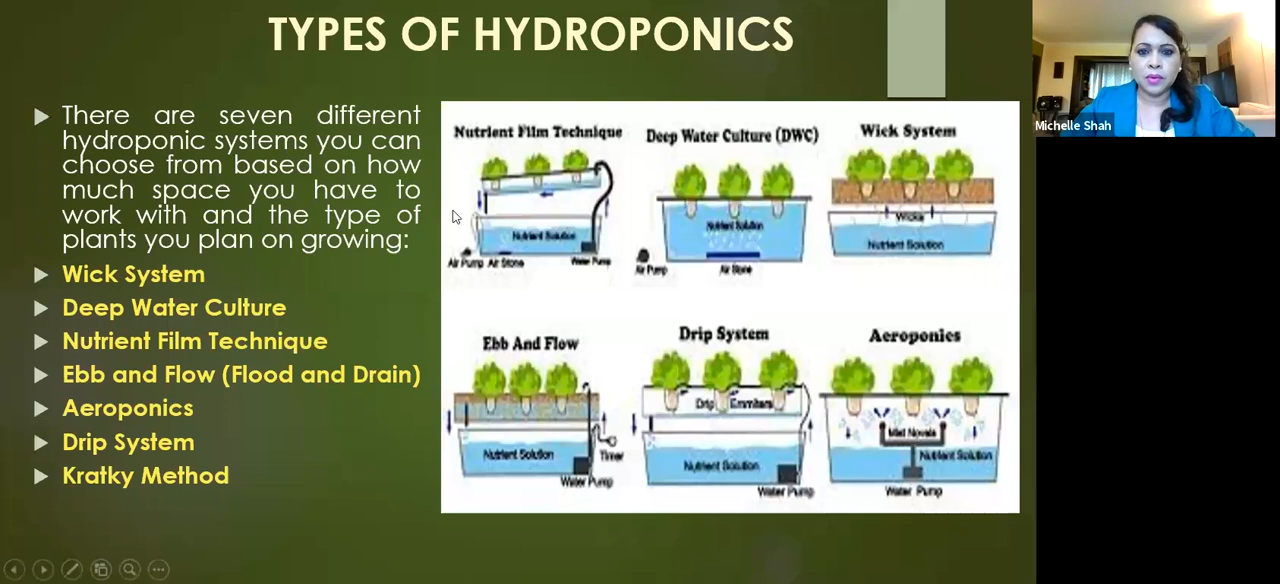 TYPES OF HYDROPONICS
There are seven different
hydroponic systems you can
choose from based on how
much space you have to
work with and the type of
plants you plan on growing:
Wick System
Deep Water Culture
Nutrient Film Technique
Ebb and Flow (Flood and Drain)
Aeroponics
Drip System
Kratky Method
Nutrient Film Technique
Nutrient Solution
Air Pump Air Stone
Water Pump
Deep Water Culture (DWC)
Nutrient Solution
Air Pump
Air Stone
Wick System
Wicks
Nutrient Solution
Ebb And Flow
Nutrient Solution
Timer
Water Pump
Drip System
Drip Emmiters
Nutrient Solution
Water Pump
Aeroponics
Mist
Nutrient Solution
Water Pump
Michelle Shah